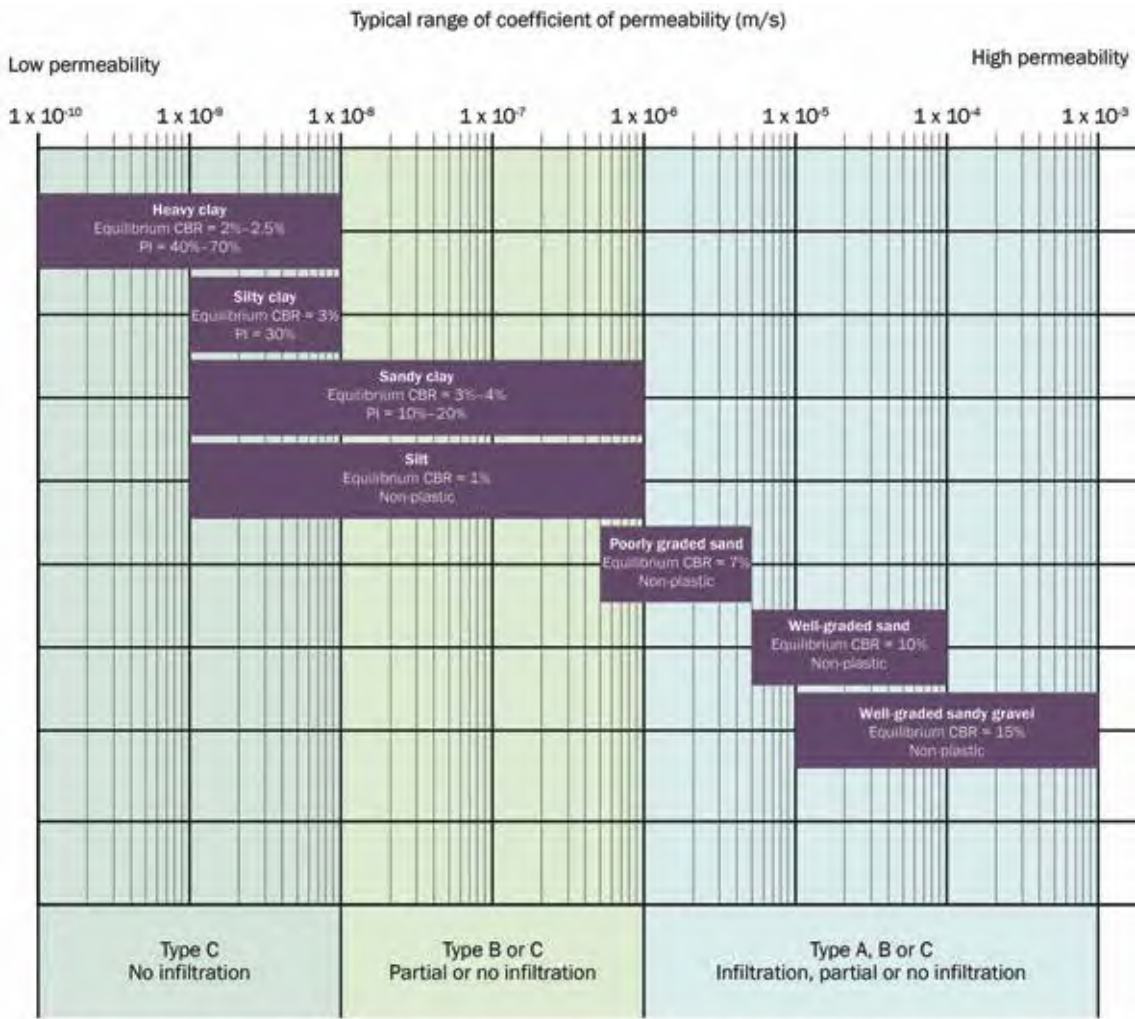 Typical range of coefficient of permeability (m/s)
Low permeability
High permeability
1 x 10⁻¹⁰ 1 x 10⁻⁹ 1 x 10⁻⁸ 1 x 10⁻⁷ 1 x 10⁻⁶ 1 x 10⁻⁵ 1 x 10⁻⁴ 1 x 10⁻³
Heavy clay
Equilibrium CBR = 2%–2.5%
PI = 40%–70%
Silty clay
Equilibrium CBR = 3%
PI = 30%
Sandy clay
Equilibrium CBR = 3%–4%
PI = 10%–20%
Silt
Equilibrium CBR = 1%
Non-plastic
Poorly graded sand
Equilibrium CBR = 7%
Non-plastic
Well-graded sand
Equilibrium CBR = 10%
Non-plastic
Well-graded sandy gravel
Equilibrium CBR = 15%
Non-plastic
Type C
No infiltration
Type B or C
Partial or no infiltration
Type A, B or C
Infiltration, partial or no infiltration